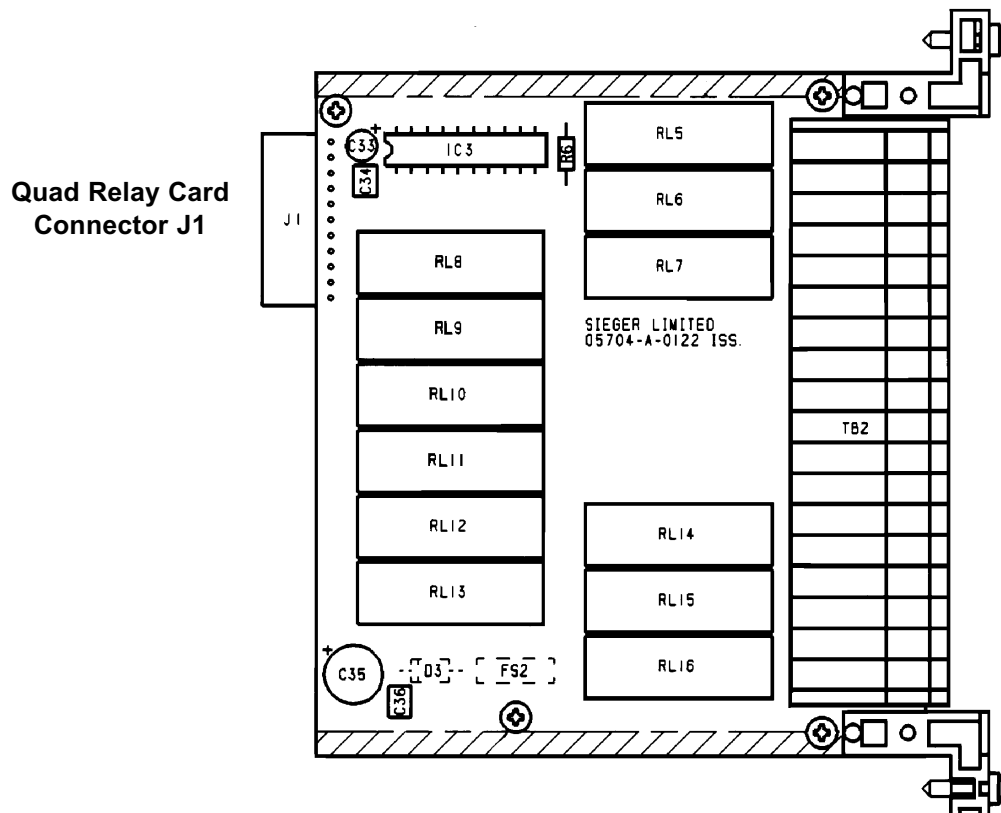 Quad Relay Card
Connector J1
J1
C33
+
C34
IC3
R6
RL5
RL6
RL7
RL8
RL9
RL10
RL11
RL12
RL13
SIEGER LIMITED
05704-A-0122 ISS.
TB2
RL14
RL15
RL16
+
C35
C36
D3
FS2